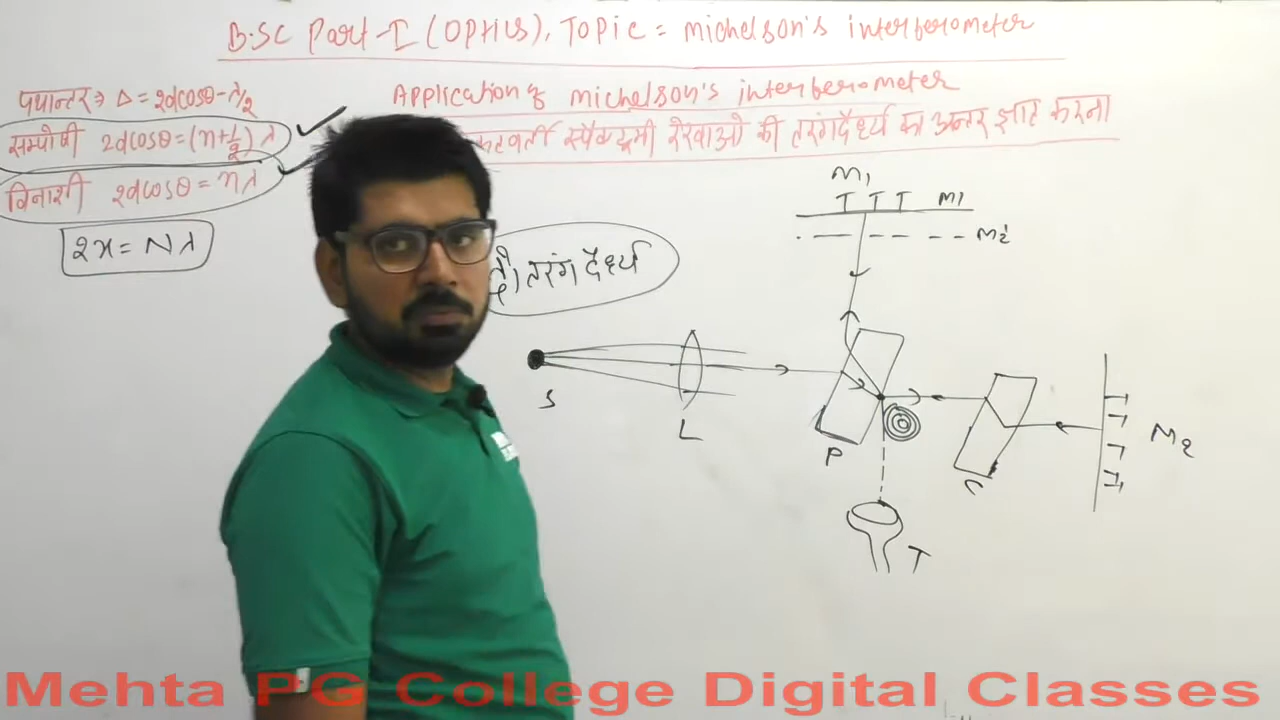 B.SC Part-I (OPTICS), TOPIC = michelson's interferometer
Application of michelson's interferometer
स्पैक्ट्रमी रेखाओ की तरंगदैर्ध्य का अन्तर ज्ञात करना
पथान्तर → Δ = 2dcosθ - λ/2
सम्पोषी 2dcosθ = (n+1/2) λ
विनाशी 2dcosθ = nλ
2x = Nλ
तरंग दैर्ध्य
M1
M1
M2'
S
L
P
C
M2
T
Mehta PG College Digital Classes